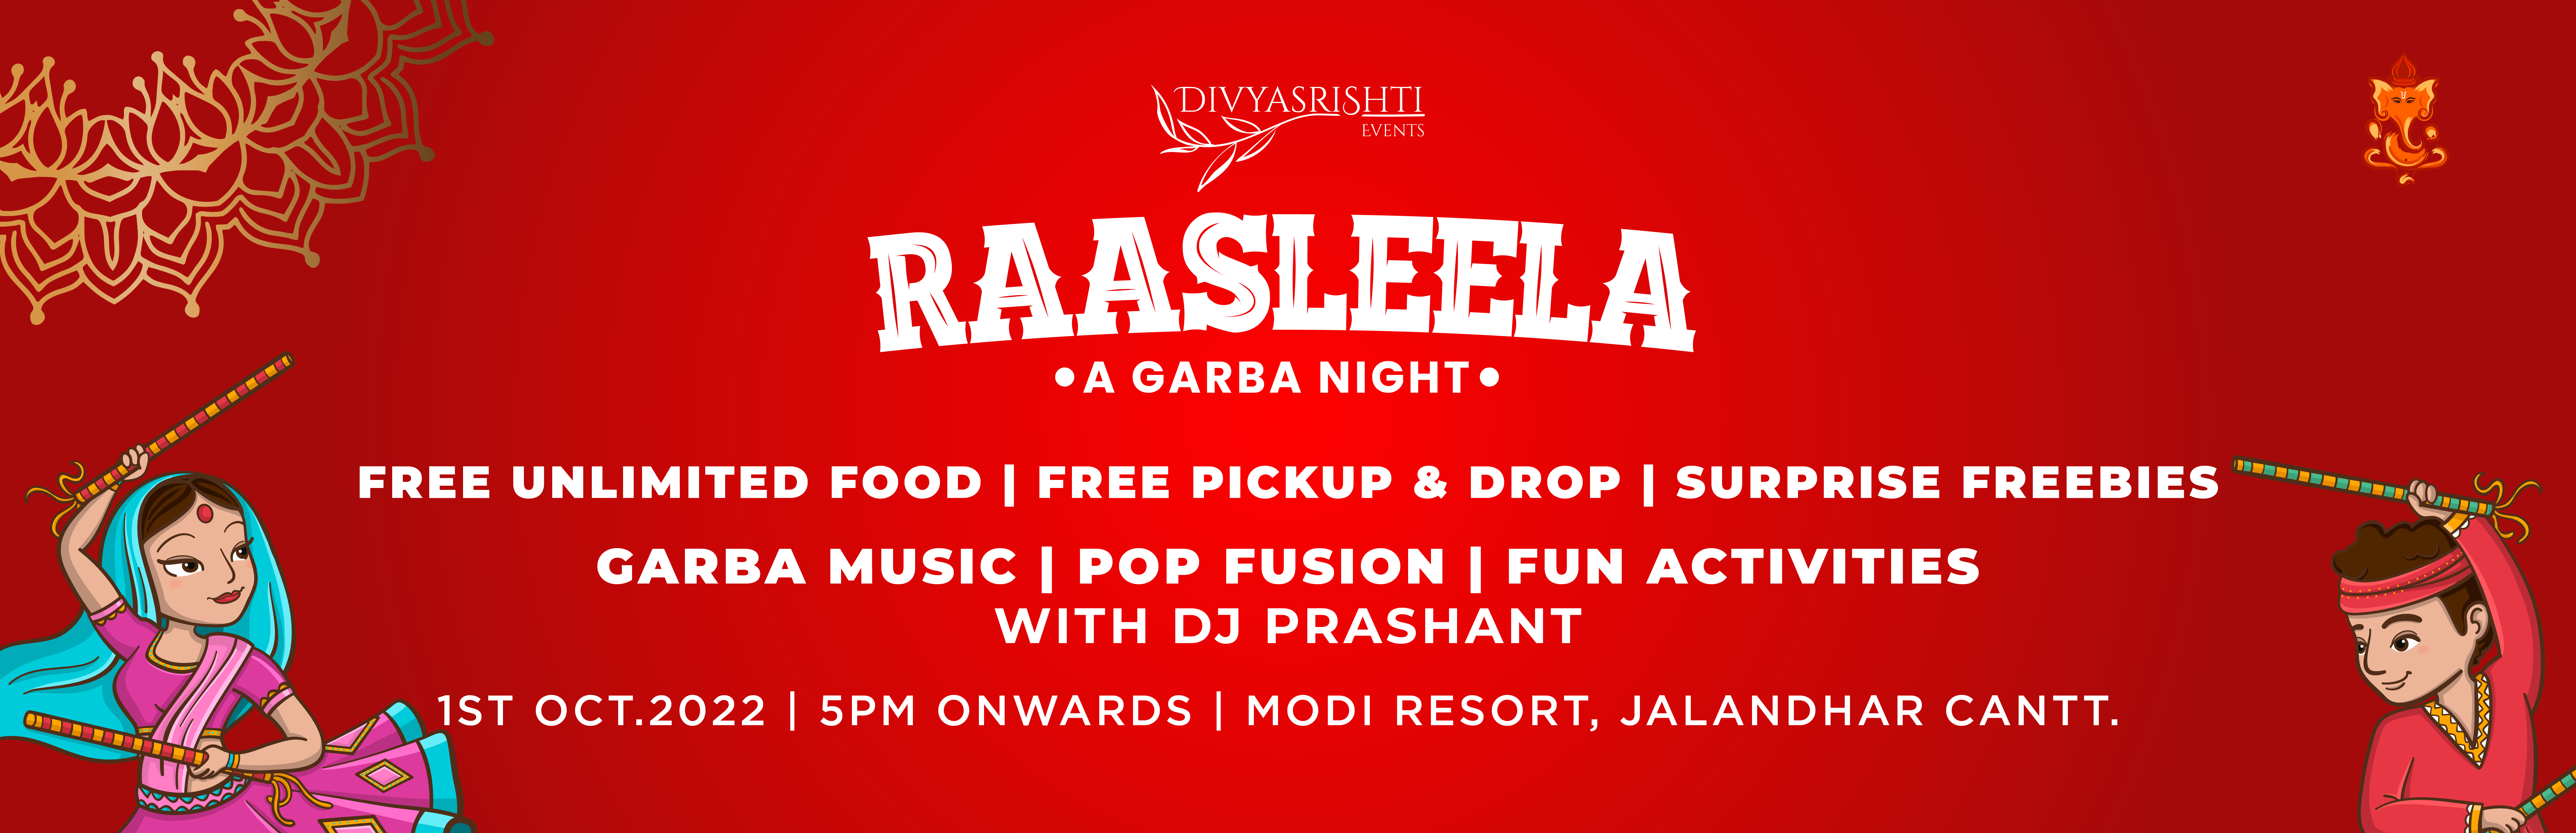 DIVYASRISHTI
EVENTS
RAASLEELA
•A GARBA NIGHT•
FREE UNLIMITED FOOD | FREE PICKUP & DROP | SURPRISE FREEBIES
GARBA MUSIC | POP FUSION | FUN ACTIVITIES
WITH DJ PRASHANT
1ST OCT.2022 | 5PM ONWARDS | MODI RESORT, JALANDHAR CANTT.